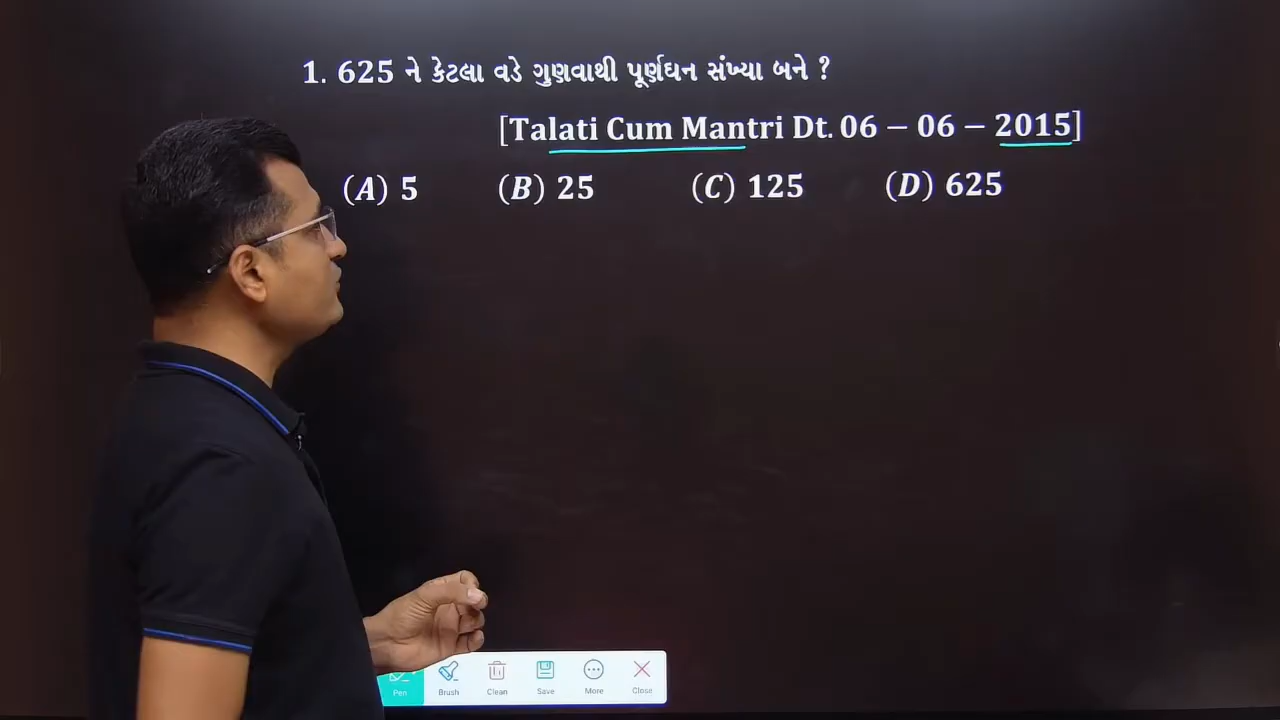 1. 625 ને કેટલા વડે ગુણવાથી પૂર્ણઘન સંખ્યા બને ?
[Talati Cum Mantri Dt. 06 – 06 – 2015]
(A) 5 (B) 25 (C) 125 (D) 625
Pen Brush Clean Save More Close